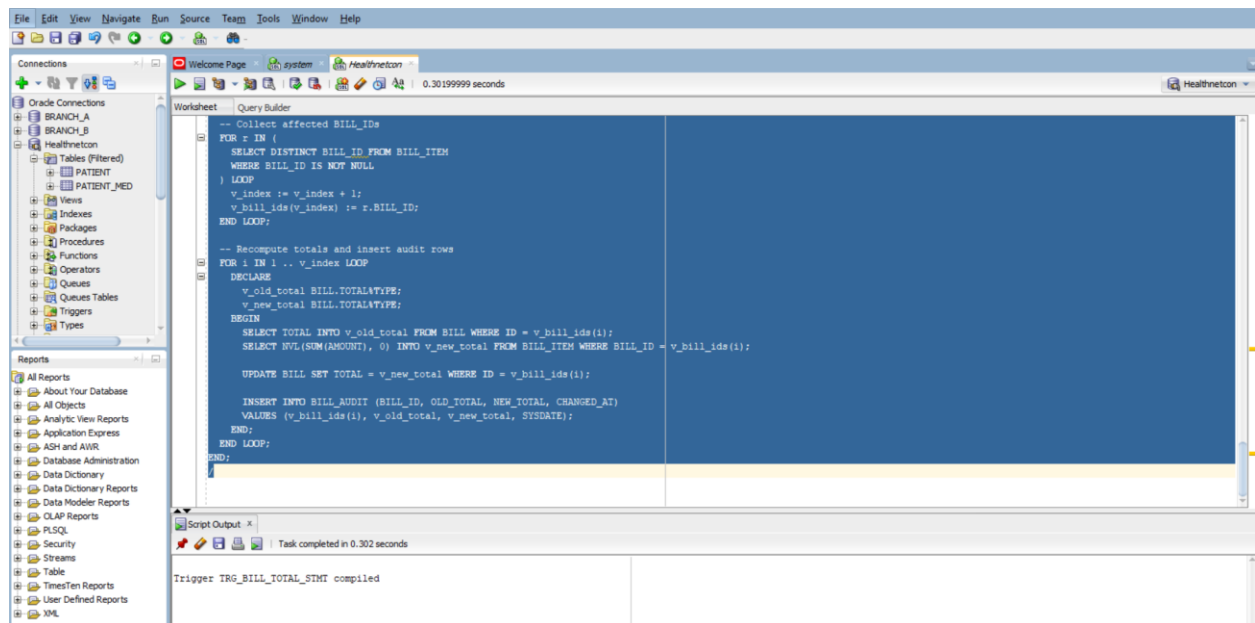 File Edit View Navigate Run Source Team Tools Window Help
Connections
Welcome Page
system
Healthnetcon
0.30199999 seconds
Healthnetcon
Worksheet Query Builder
Oracle Connections
BRANCH_A
BRANCH_B
Healthnetcon
Tables (Filtered)
PATIENT
PATIENT_MED
Views
Indexes
Packages
Procedures
Functions
Operators
Queues
Queues Tables
Triggers
Types
-- Collect affected BILL_IDs
FOR r IN (
SELECT DISTINCT BILL_ID FROM BILL_ITEM
WHERE BILL_ID IS NOT NULL
) LOOP
v_index := v_index + 1;
v_bill_ids(v_index) := r.BILL_ID;
END LOOP;
-- Recompute totals and insert audit rows
FOR i IN 1 .. v_index LOOP
DECLARE
v_old_total BILL.TOTAL%TYPE;
v_new_total BILL.TOTAL%TYPE;
BEGIN
SELECT TOTAL INTO v_old_total FROM BILL WHERE ID = v_bill_ids(i);
SELECT NVL(SUM(AMOUNT), 0) INTO v_new_total FROM BILL_ITEM WHERE BILL_ID = v_bill_ids(i);
UPDATE BILL SET TOTAL = v_new_total WHERE ID = v_bill_ids(i);
INSERT INTO BILL_AUDIT (BILL_ID, OLD_TOTAL, NEW_TOTAL, CHANGED_AT)
VALUES (v_bill_ids(i), v_old_total, v_new_total, SYSDATE);
END;
END LOOP;
END;
/
Reports
All Reports
About Your Database
All Objects
Analytic View Reports
Application Express
ASH and AWR
Database Administration
Data Dictionary
Data Dictionary Reports
Data Modeler Reports
OLAP Reports
PLSQL
Security
Streams
Table
TimesTen Reports
User Defined Reports
XML
Script Output
Task completed in 0.302 seconds
Trigger TRG_BILL_TOTAL_STMT compiled